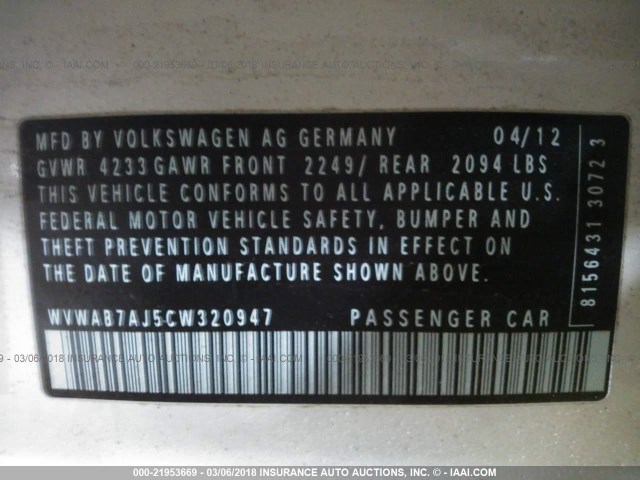 MFD BY VOLKSWAGEN AG GERMANY 04/12
GVWR 4233 GAWR FRONT 2249/ REAR 2094 LBS
THIS VEHICLE CONFORMS TO ALL APPLICABLE U.S.
FEDERAL MOTOR VEHICLE SAFETY, BUMPER AND
THEFT PREVENTION STANDARDS IN EFFECT ON
THE DATE OF MANUFACTURE SHOWN ABOVE.
WVWAB7AJ5CW320947 PASSENGER CAR
8156431 3072 3
000-21953669 - 03/06/2018 INSURANCE AUTO AUCTIONS, INC. - © IAAI.COM